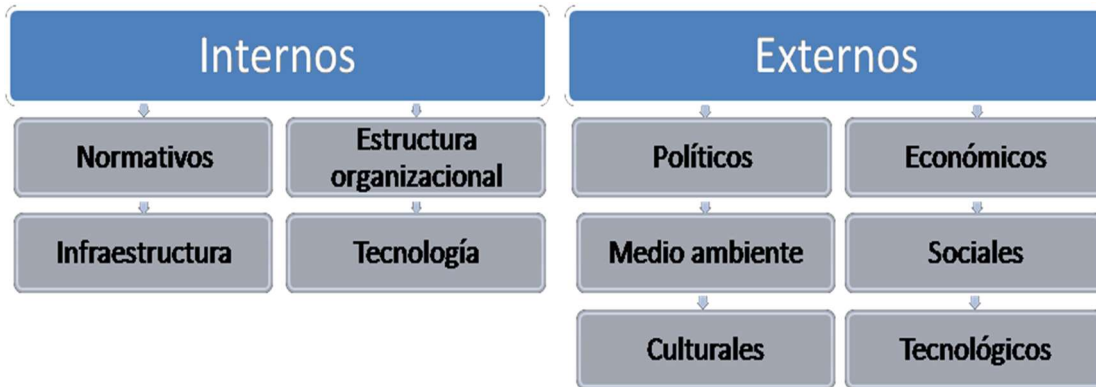 Internos
Externos
Normativos
Estructura
organizacional
Políticos
Económicos
Infraestructura
Tecnología
Medio ambiente
Sociales
Culturales
Tecnológicos